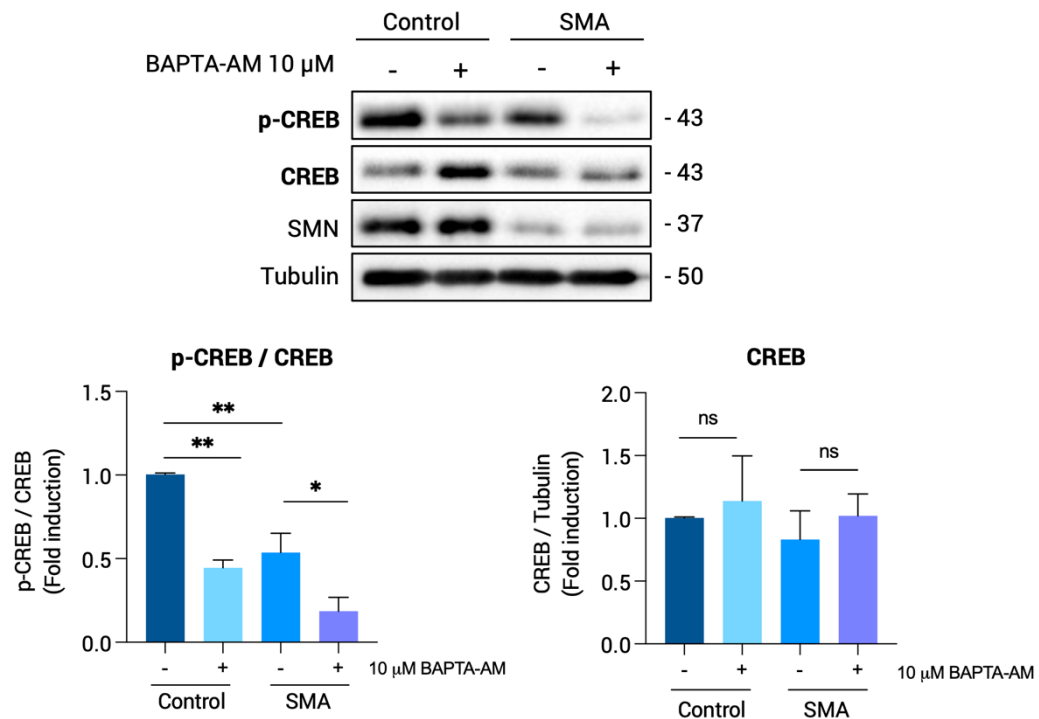 Control SMA
BAPTA-AM 10 µM - + - +
p-CREB - 43
CREB - 43
SMN - 37
Tubulin - 50
p-CREB / CREB
p-CREB / CREB
(Fold induction)
1.5
1.0
0.5
0.0
**
**
*
- + - + 10 µM BAPTA-AM
Control SMA
CREB
CREB / Tubulin
(Fold induction)
2.0
1.5
1.0
0.5
0.0
ns
ns
- + - + 10 µM BAPTA-AM
Control SMA